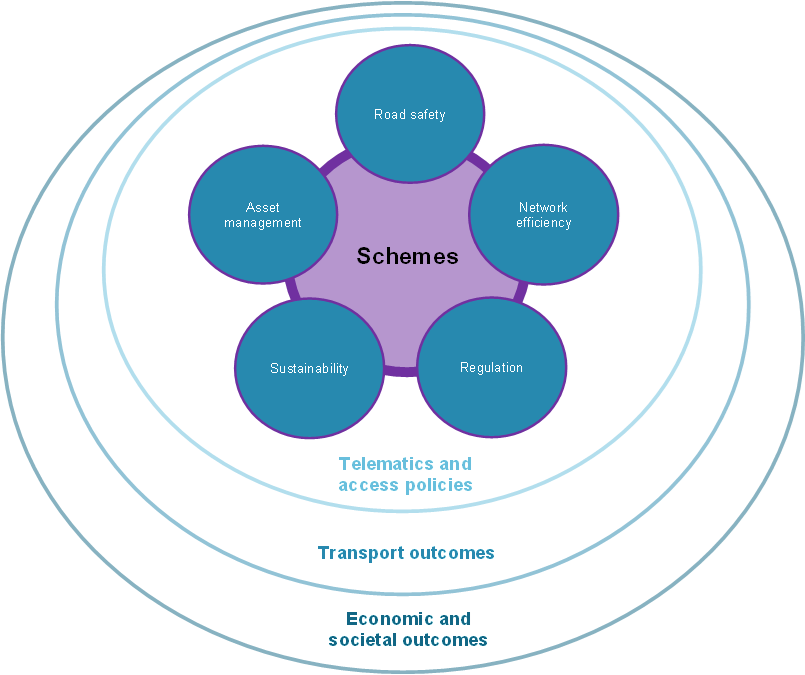 Road safety
Asset
management
Network
efficiency
Schemes
Sustainability
Regulation
Telematics and
access policies
Transport outcomes
Economic and
societal outcomes